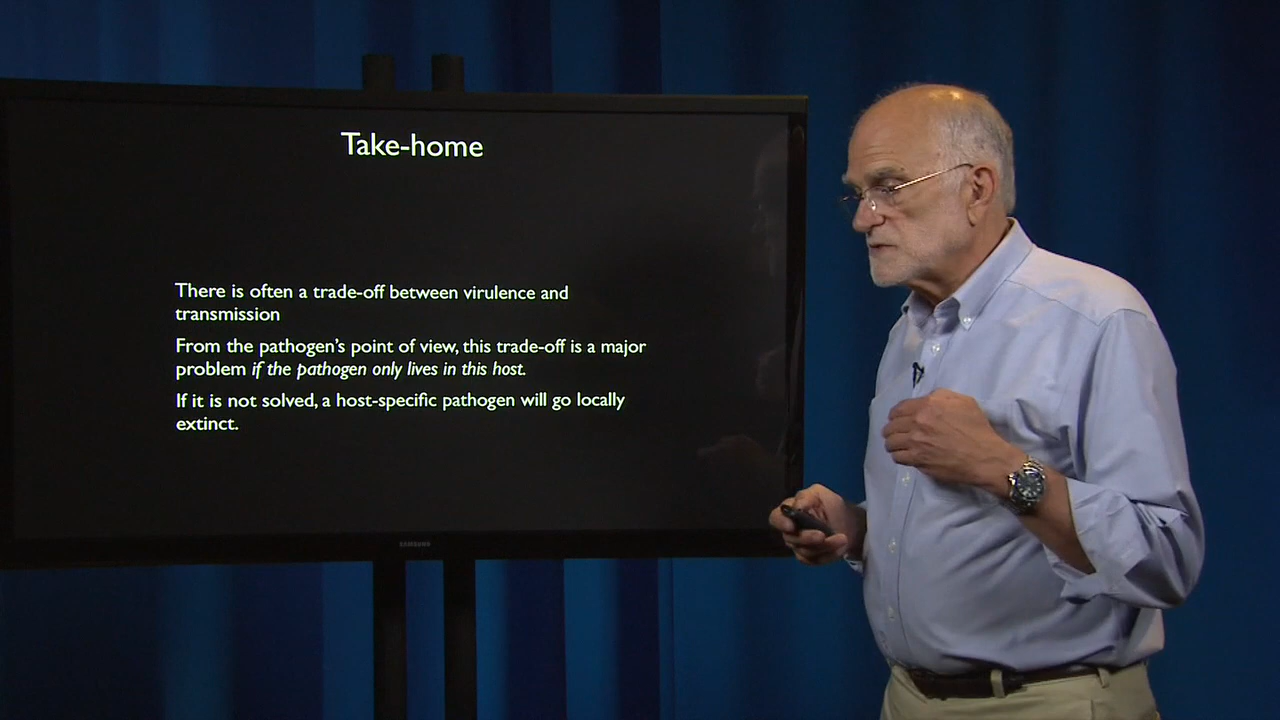 Take-home
There is often a trade-off between virulence and
transmission
From the pathogen's point of view, this trade-off is a major
problem if the pathogen only lives in this host.
If it is not solved, a host-specific pathogen will go locally
extinct.
SAMSUNG